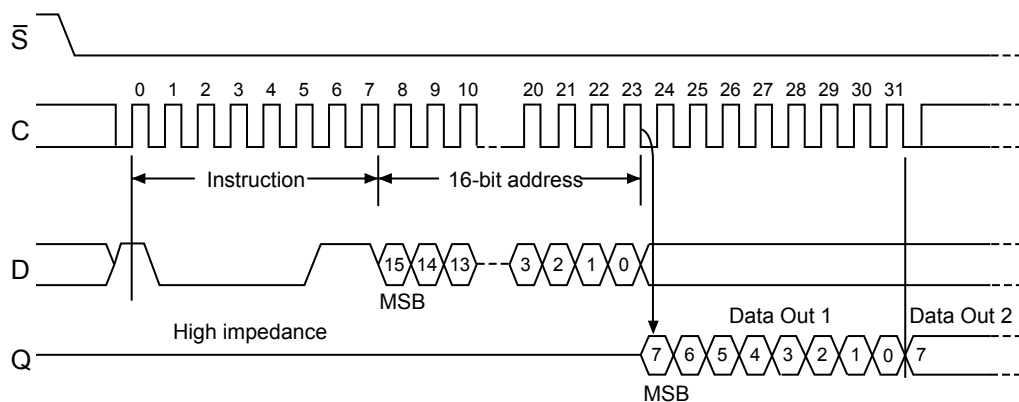 S̅
0 1 2 3 4 5 6 7 8 9 10 20 21 22 23 24 25 26 27 28 29 30 31
C
Instruction 16-bit address
D
15 14 13 3 2 1 0
MSB
High impedance
Data Out 1 Data Out 2
Q
7 6 5 4 3 2 1 0 7
MSB